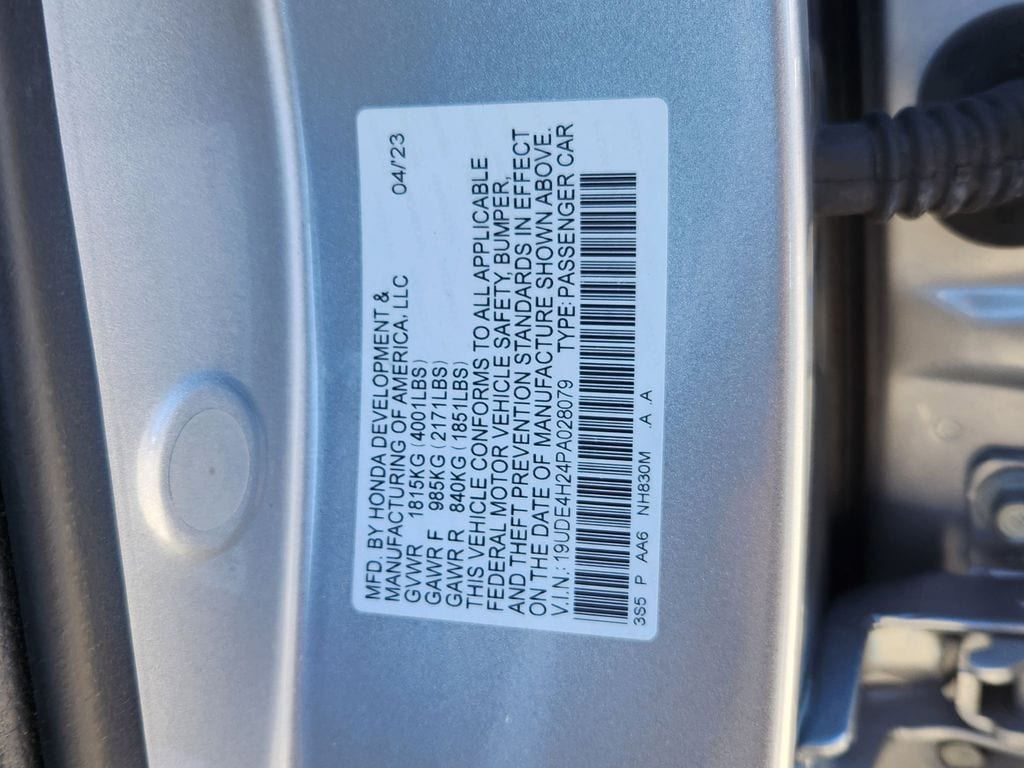 MFD. BY HONDA DEVELOPMENT &
MANUFACTURING OF AMERICA, LLC 04/'23
GVWR 1815KG (4001LBS)
GAWR F 985KG (2171LBS)
GAWR R 840KG (1851LBS)
THIS VEHICLE CONFORMS TO ALL APPLICABLE
FEDERAL MOTOR VEHICLE SAFETY, BUMPER,
AND THEFT PREVENTION STANDARDS IN EFFECT
ON THE DATE OF MANUFACTURE SHOWN ABOVE.
V.I.N.: 19UDE4H24PA028079 TYPE: PASSENGER CAR
3S5 P AA6 NH830M .A A